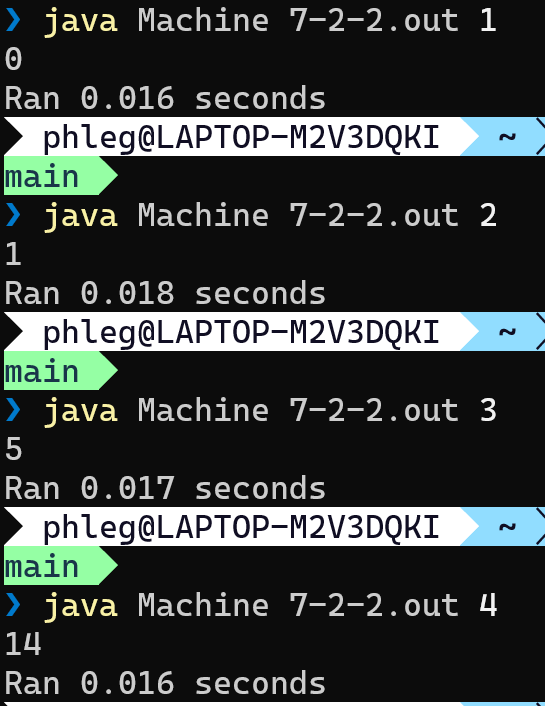 ❯ java Machine 7-2-2.out 1
0
Ran 0.016 seconds
phleg@LAPTOP-M2V3DQKI ~
main
❯ java Machine 7-2-2.out 2
1
Ran 0.018 seconds
phleg@LAPTOP-M2V3DQKI ~
main
❯ java Machine 7-2-2.out 3
5
Ran 0.017 seconds
phleg@LAPTOP-M2V3DQKI ~
main
❯ java Machine 7-2-2.out 4
14
Ran 0.016 seconds